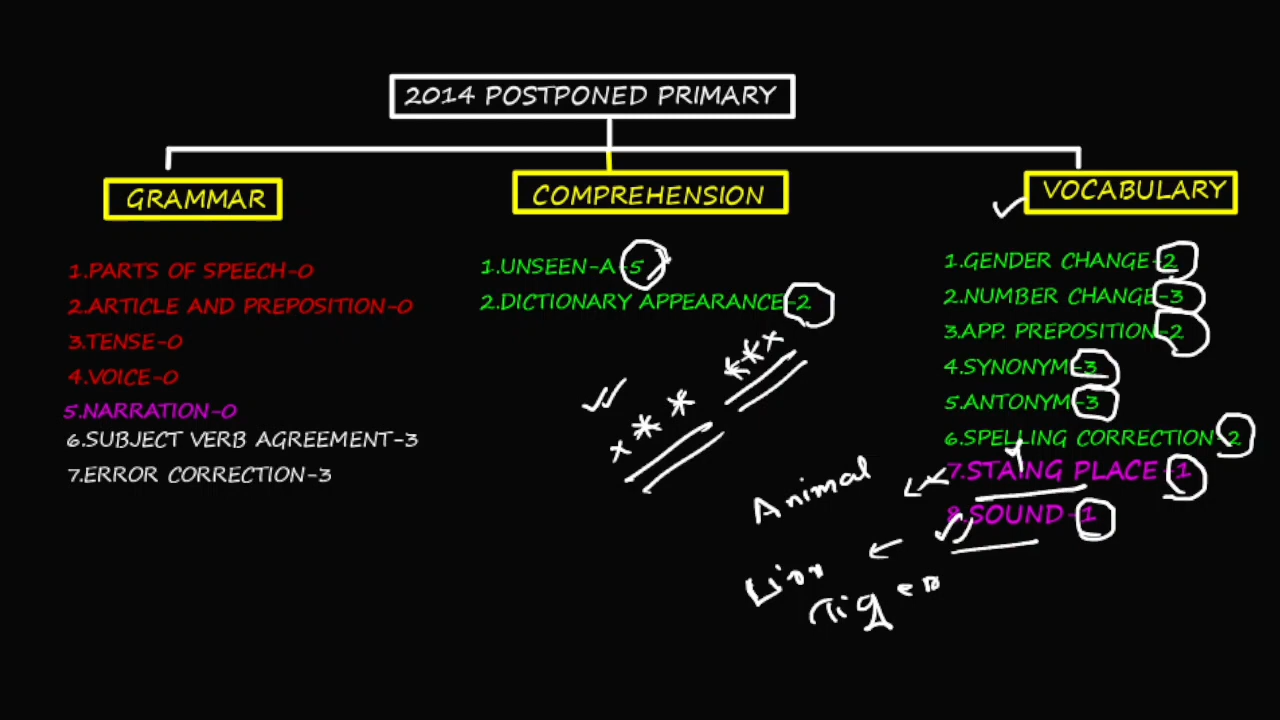 2014 POSTPONED PRIMARY
GRAMMAR
1.PARTS OF SPEECH-0
2.ARTICLE AND PREPOSITION-0
3.TENSE-0
4.VOICE-0
5.NARRATION-0
6.SUBJECT VERB AGREEMENT-3
7.ERROR CORRECTION-3
COMPREHENSION
1.UNSEEN-A-5
2.DICTIONARY APPEARANCE-2
VOCABULARY
1.GENDER CHANGE-2
2.NUMBER CHANGE-3
3.APP. PREPOSITION-2
4.SYNONYM-3
5.ANTONYM-3
6.SPELLING CORRECTION-2
y
7.STAING PLACE-1
8.SOUND-1
Animal
Lion
Tiger